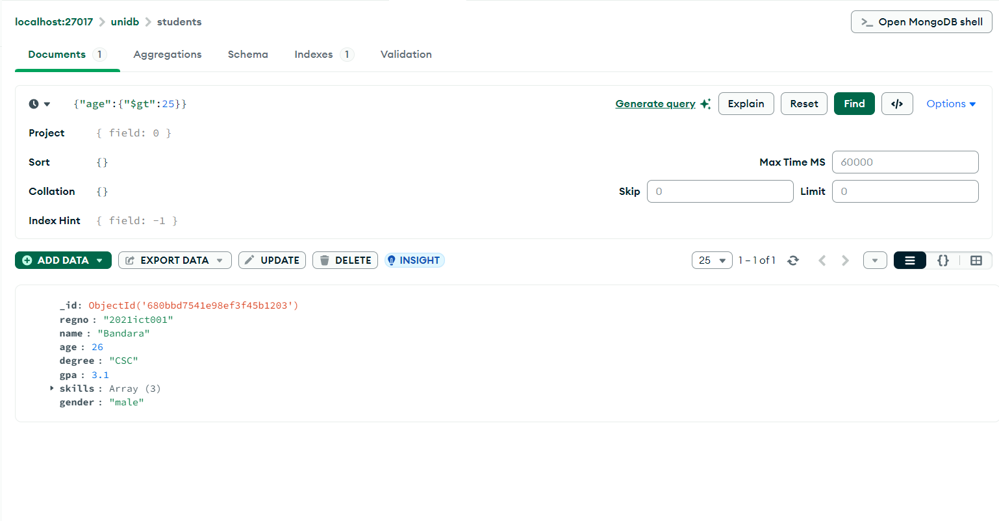 localhost:27017 > unidb > students
>_ Open MongoDB shell
Documents 1 Aggregations Schema Indexes 1 Validation
{"age":{"$gt":25}} Generate query Explain Reset Find </> Options
Project { field: 0 }
Sort {} Max Time MS 60000
Collation {} Skip 0 Limit 0
Index Hint { field: -1 }
ADD DATA EXPORT DATA UPDATE DELETE INSIGHT 25 1 – 1 of 1 {}
_id: ObjectId('680bbd7541e98ef3f45b1203')
regno : "2021ict001"
name : "Bandara"
age : 26
degree : "CSC"
gpa : 3.1
skills : Array (3)
gender : "male"